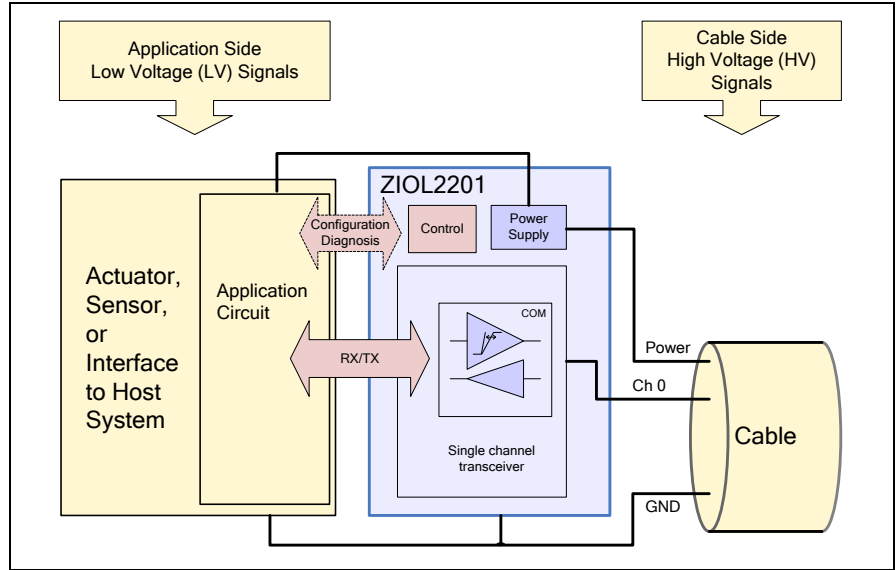 Application Side
Low Voltage (LV) Signals
Cable Side
High Voltage (HV)
Signals
ZIOL2201
Configuration
Diagnosis
Control
Power
Supply
Actuator,
Sensor,
or
Interface
to Host
System
Application
Circuit
COM
RX/TX
Single channel
transceiver
Power
Ch 0
GND
Cable